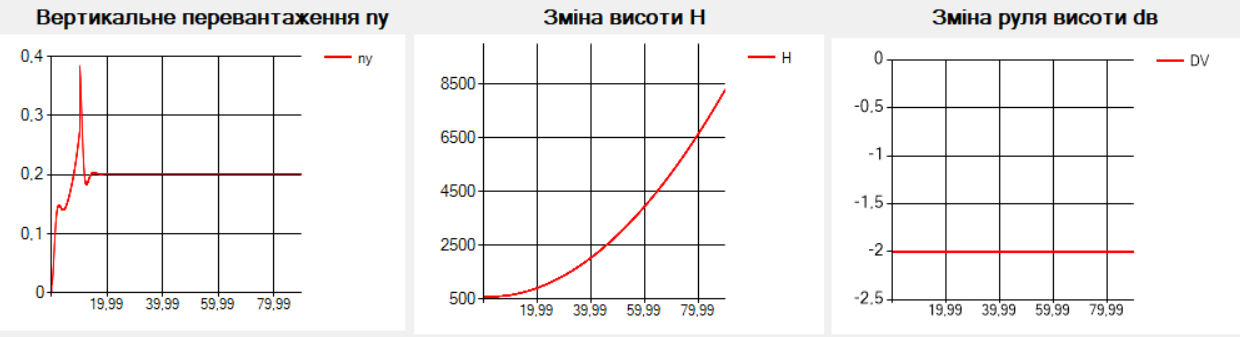 Вертикальне перевантаження ny
0,4
0,3
0,2
0,1
0
19,99 39,99 59,99 79,99
ny
Зміна висоти H
8500
6500
4500
2500
500
19,99 39,99 59,99 79,99
H
Зміна руля висоти dв
0
-0,5
-1
-1,5
-2
-2,5
19,99 39,99 59,99 79,99
DV